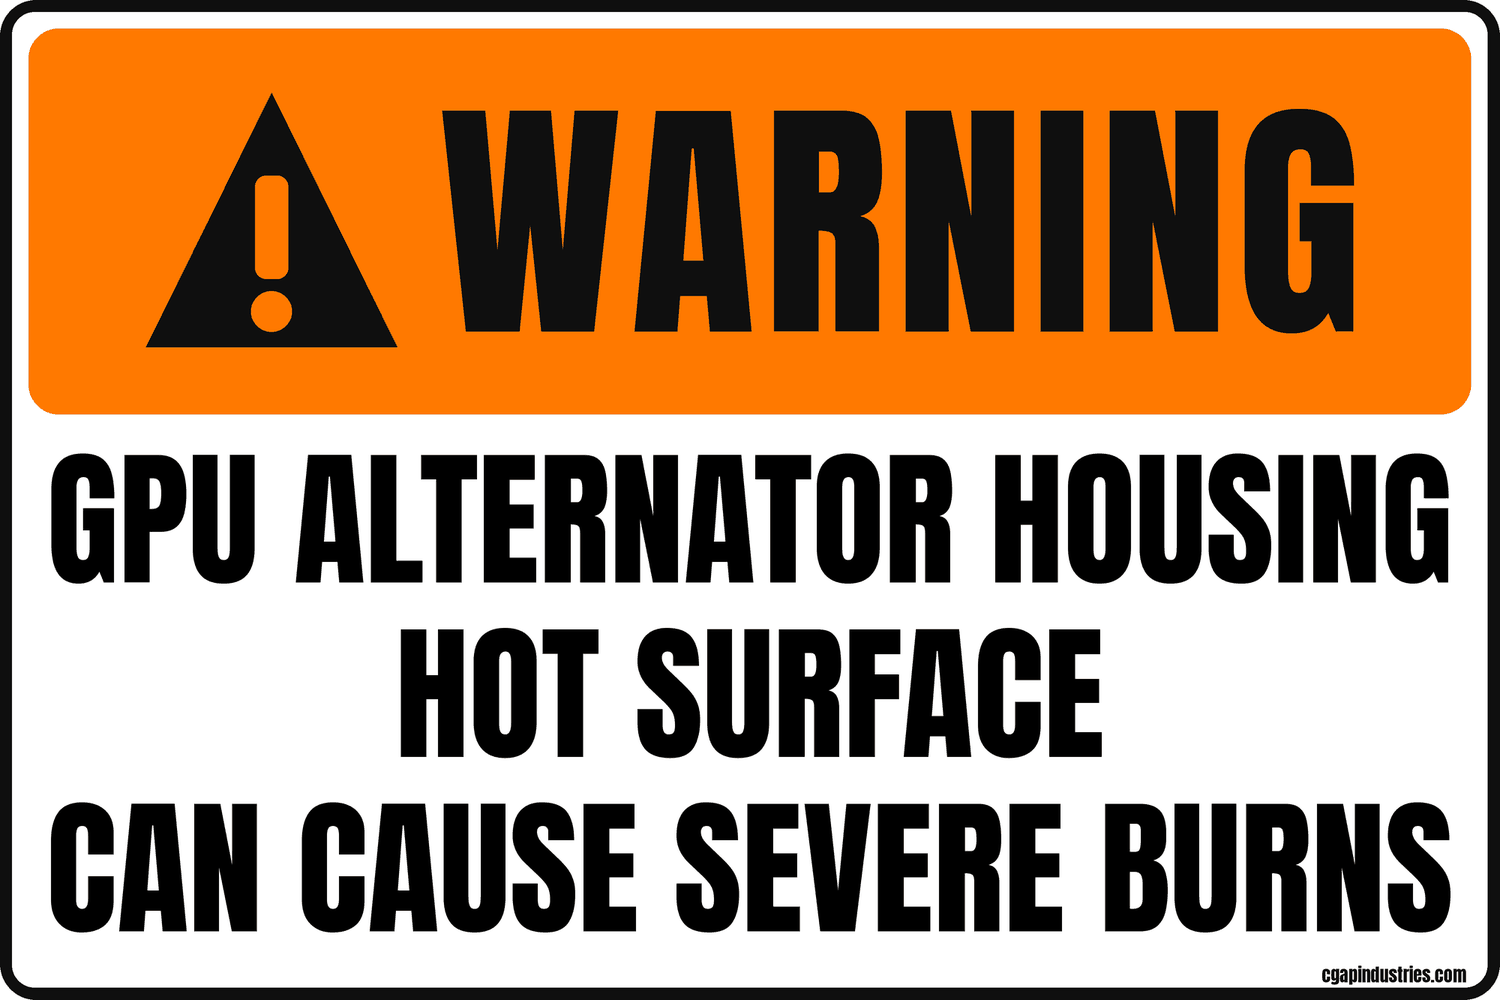 WARNING
GPU ALTERNATOR HOUSING
HOT SURFACE
CAN CAUSE SEVERE BURNS
cgapindustries.com